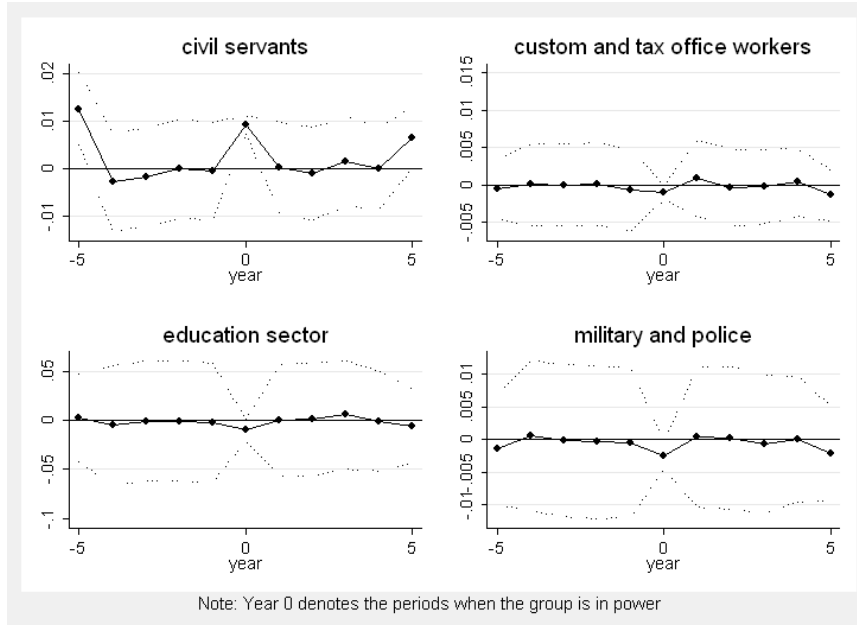 civil servants
.02
.01
0
-.01
-5 0 5
year
custom and tax office workers
.015
.01
.005
0
-.005
-5 0 5
year
education sector
.05
0
-.05
-.1
-5 0 5
year
military and police
.01
.005
0
-.005
-.01
-5 0 5
year
Note: Year 0 denotes the periods when the group is in power